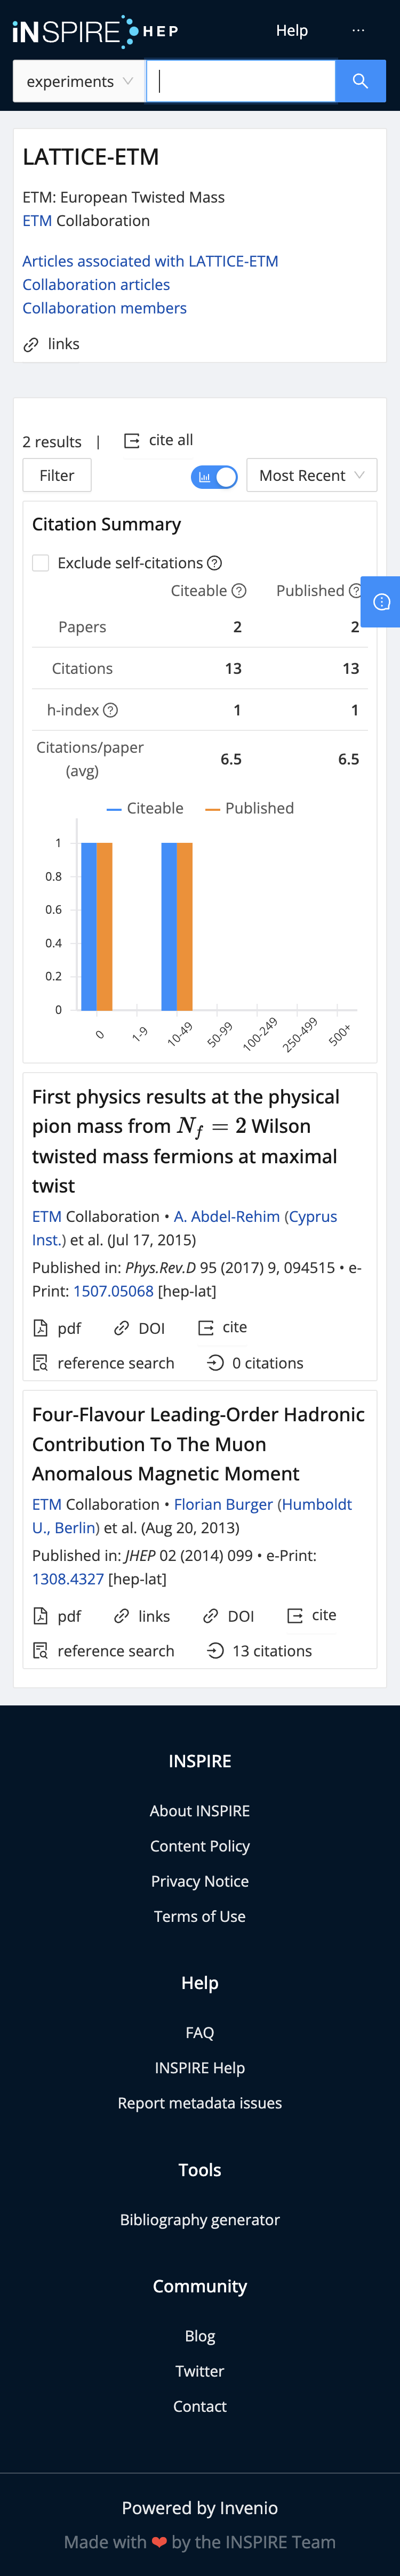 iNSPIRE HEP
Help
...
experiments
LATTICE-ETM
ETM: European Twisted Mass
ETM Collaboration
Articles associated with LATTICE-ETM
Collaboration articles
Collaboration members
links
2 results | cite all
Filter
Most Recent
Citation Summary
Exclude self-citations ?
Citeable ? Published ?
Papers 2 2
Citations 13 13
h-index ? 1 1
Citations/paper
(avg) 6.5 6.5
Citeable Published
1
0.8
0.6
0.4
0.2
0
0 1-9 10-49 50-99 100-249 250-499 500+
First physics results at the physical
pion mass from N_f = 2 Wilson
twisted mass fermions at maximal
twist
ETM Collaboration • A. Abdel-Rehim (Cyprus
Inst.) et al. (Jul 17, 2015)
Published in: Phys.Rev.D 95 (2017) 9, 094515 • e-
Print: 1507.05068 [hep-lat]
pdf DOI cite
reference search 0 citations
Four-Flavour Leading-Order Hadronic
Contribution To The Muon
Anomalous Magnetic Moment
ETM Collaboration • Florian Burger (Humboldt
U., Berlin) et al. (Aug 20, 2013)
Published in: JHEP 02 (2014) 099 • e-Print:
1308.4327 [hep-lat]
pdf links DOI cite
reference search 13 citations
INSPIRE
About INSPIRE
Content Policy
Privacy Notice
Terms of Use
Help
FAQ
INSPIRE Help
Report metadata issues
Tools
Bibliography generator
Community
Blog
Twitter
Contact
Powered by Invenio
Made with ❤ by the INSPIRE Team